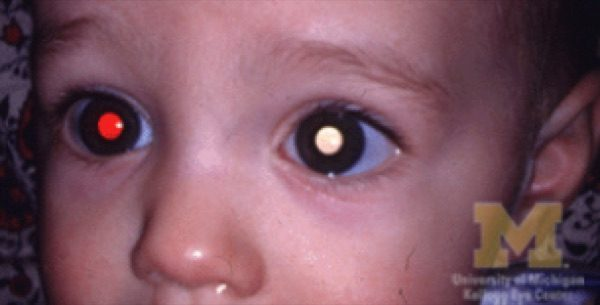 M
University of Michigan
Kellogg Eye Center